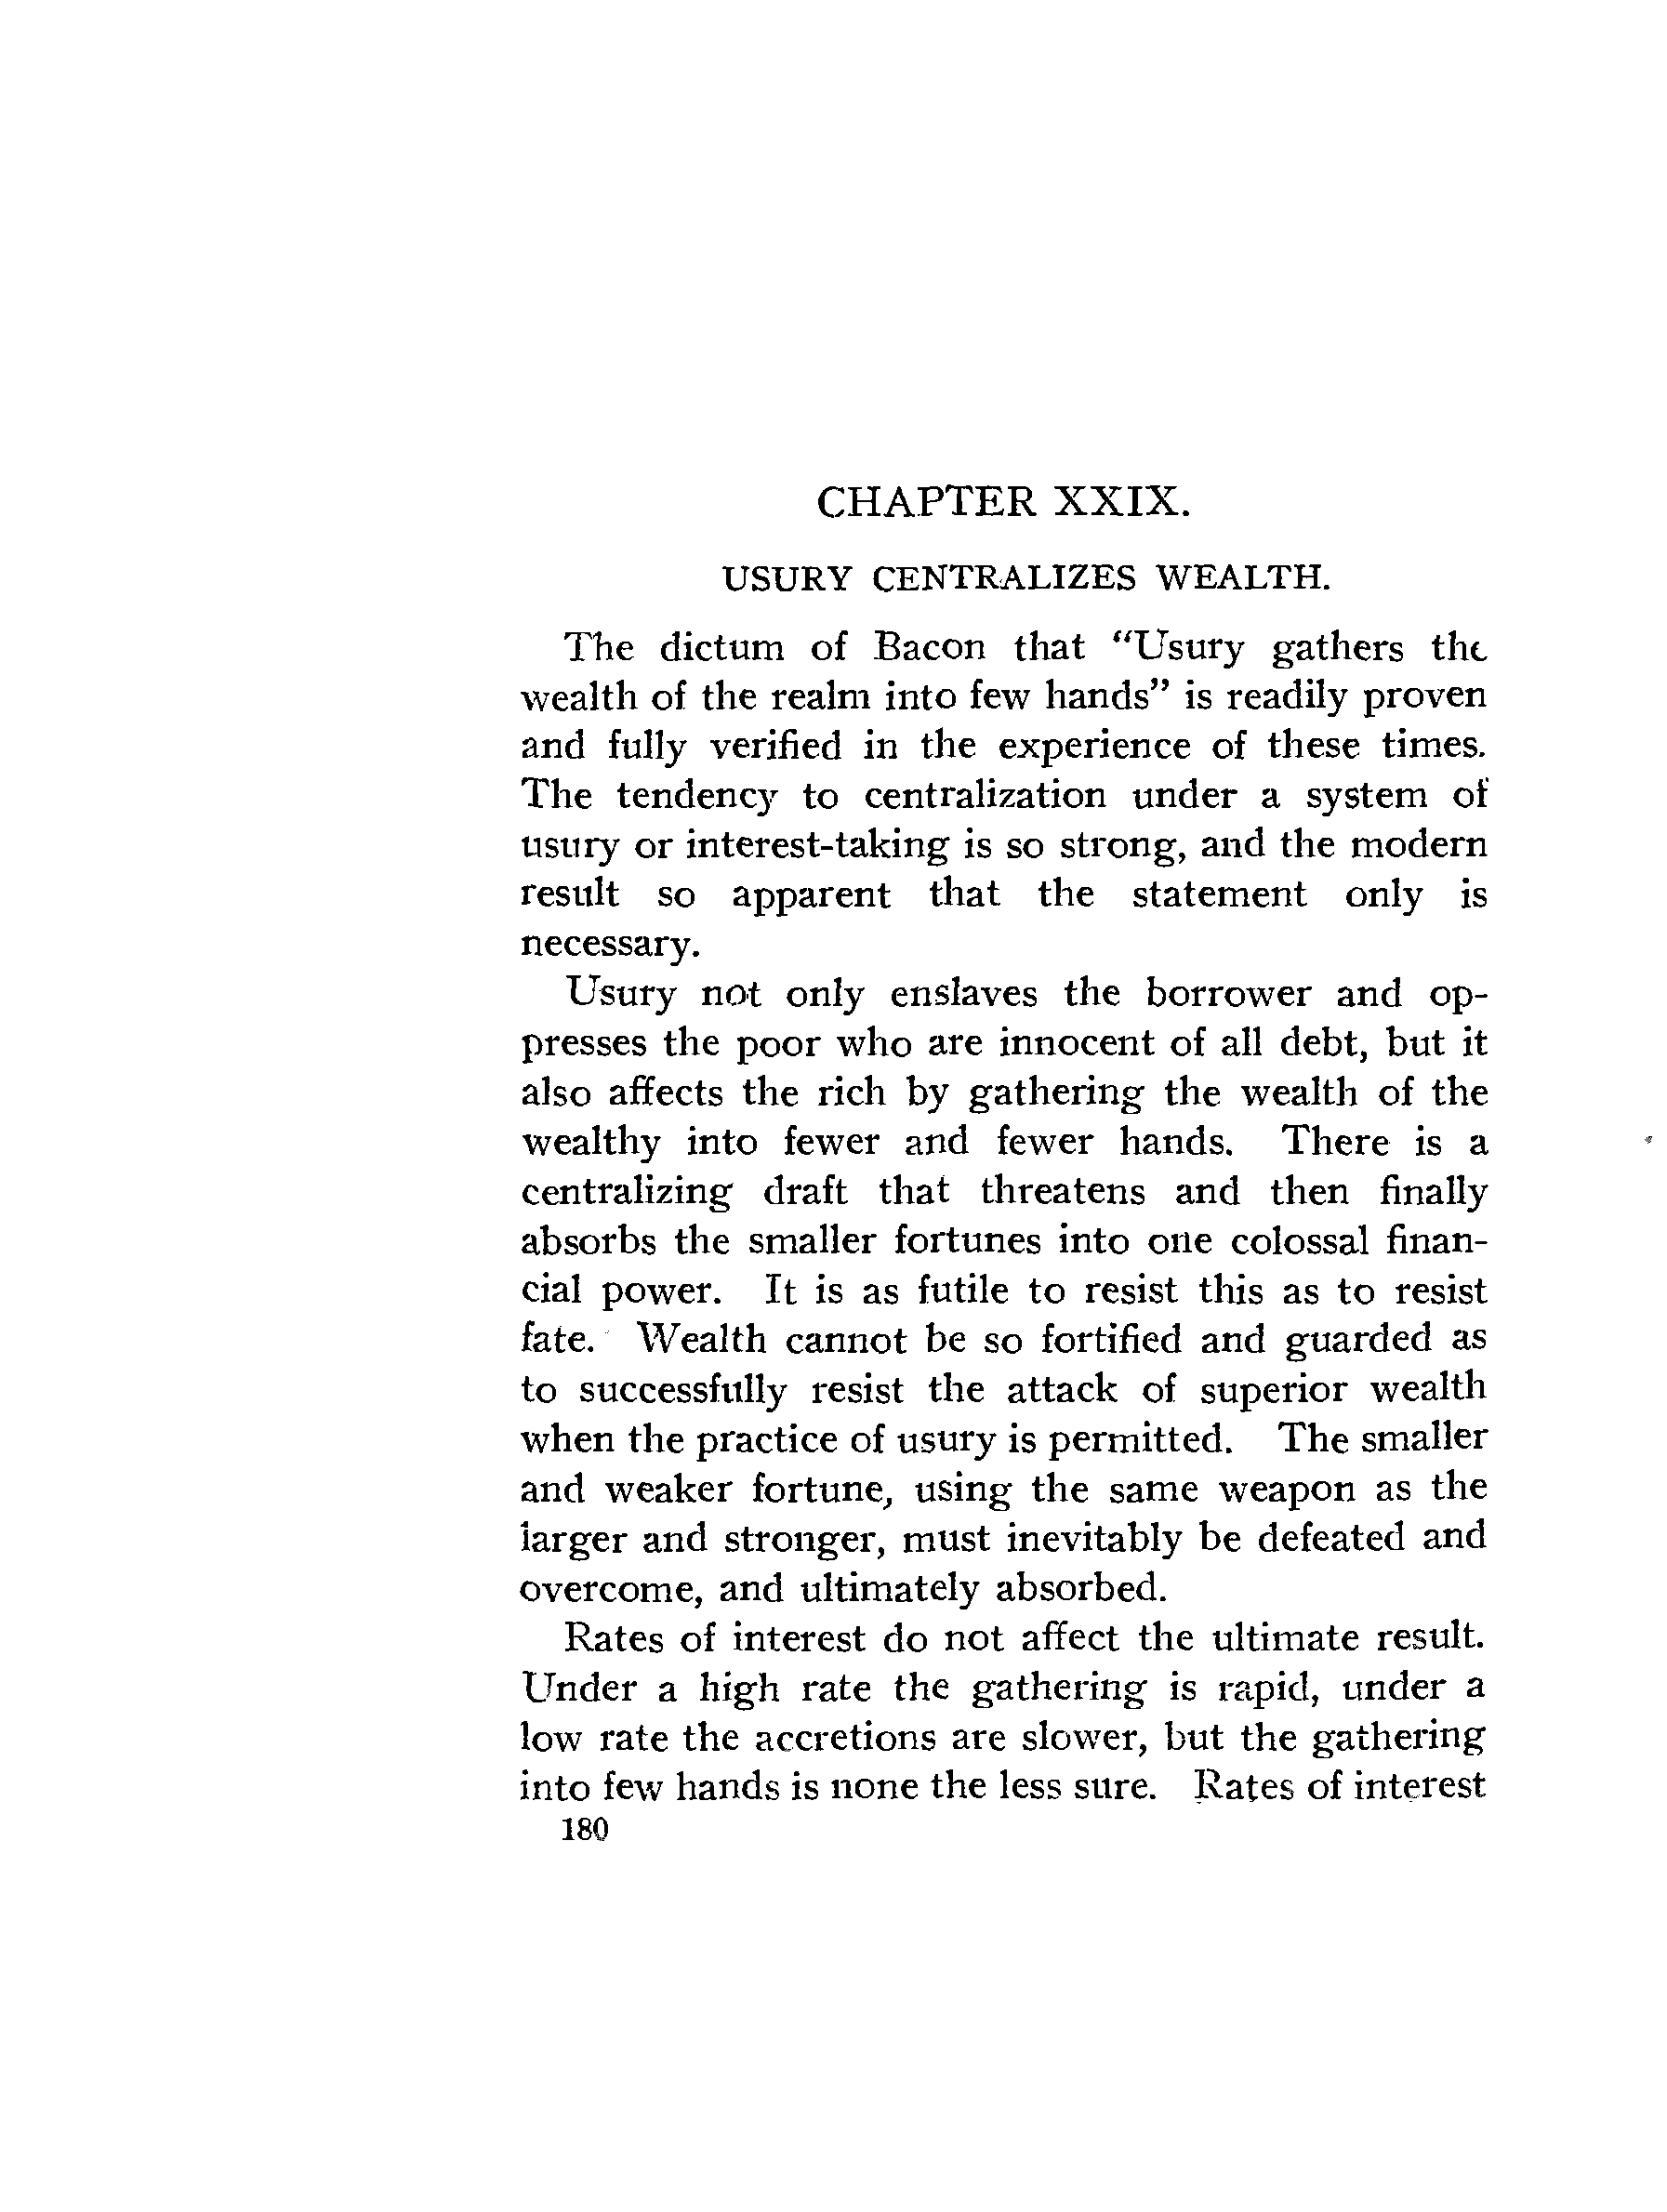 CHAPTER XXIX.
USURY CENTRALIZES WEALTH.
The dictum of Bacon that "Usury gathers the
wealth of the realm into few hands" is readily proven
and fully verified in the experience of these times.
The tendency to centralization under a system of
usury or interest-taking is so strong, and the modern
result so apparent that the statement only is
necessary.
Usury not only enslaves the borrower and op-
presses the poor who are innocent of all debt, but it
also affects the rich by gathering the wealth of the
wealthy into fewer and fewer hands. There is a
centralizing draft that threatens and then finally
absorbs the smaller fortunes into one colossal finan-
cial power. It is as futile to resist this as to resist
fate. Wealth cannot be so fortified and guarded as
to successfully resist the attack of superior wealth
when the practice of usury is permitted. The smaller
and weaker fortune, using the same weapon as the
larger and stronger, must inevitably be defeated and
overcome, and ultimately absorbed.
Rates of interest do not affect the ultimate result.
Under a high rate the gathering is rapid, under a
low rate the accretions are slower, but the gathering
into few hands is none the less sure. Rates of interest
180